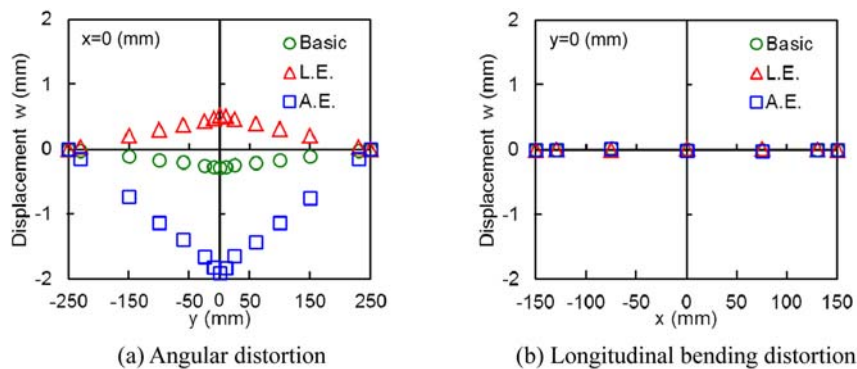 2
x=0 (mm)
Basic
L.E.
A.E.
1
0
-1
-2
Displacement w (mm)
-250 -150 -50 0 50 150 250
y (mm)
(a) Angular distortion
2
y=0 (mm)
Basic
L.E.
A.E.
1
0
-1
-2
Displacement w (mm)
-150 -100 -50 0 50 100 150
x (mm)
(b) Longitudinal bending distortion